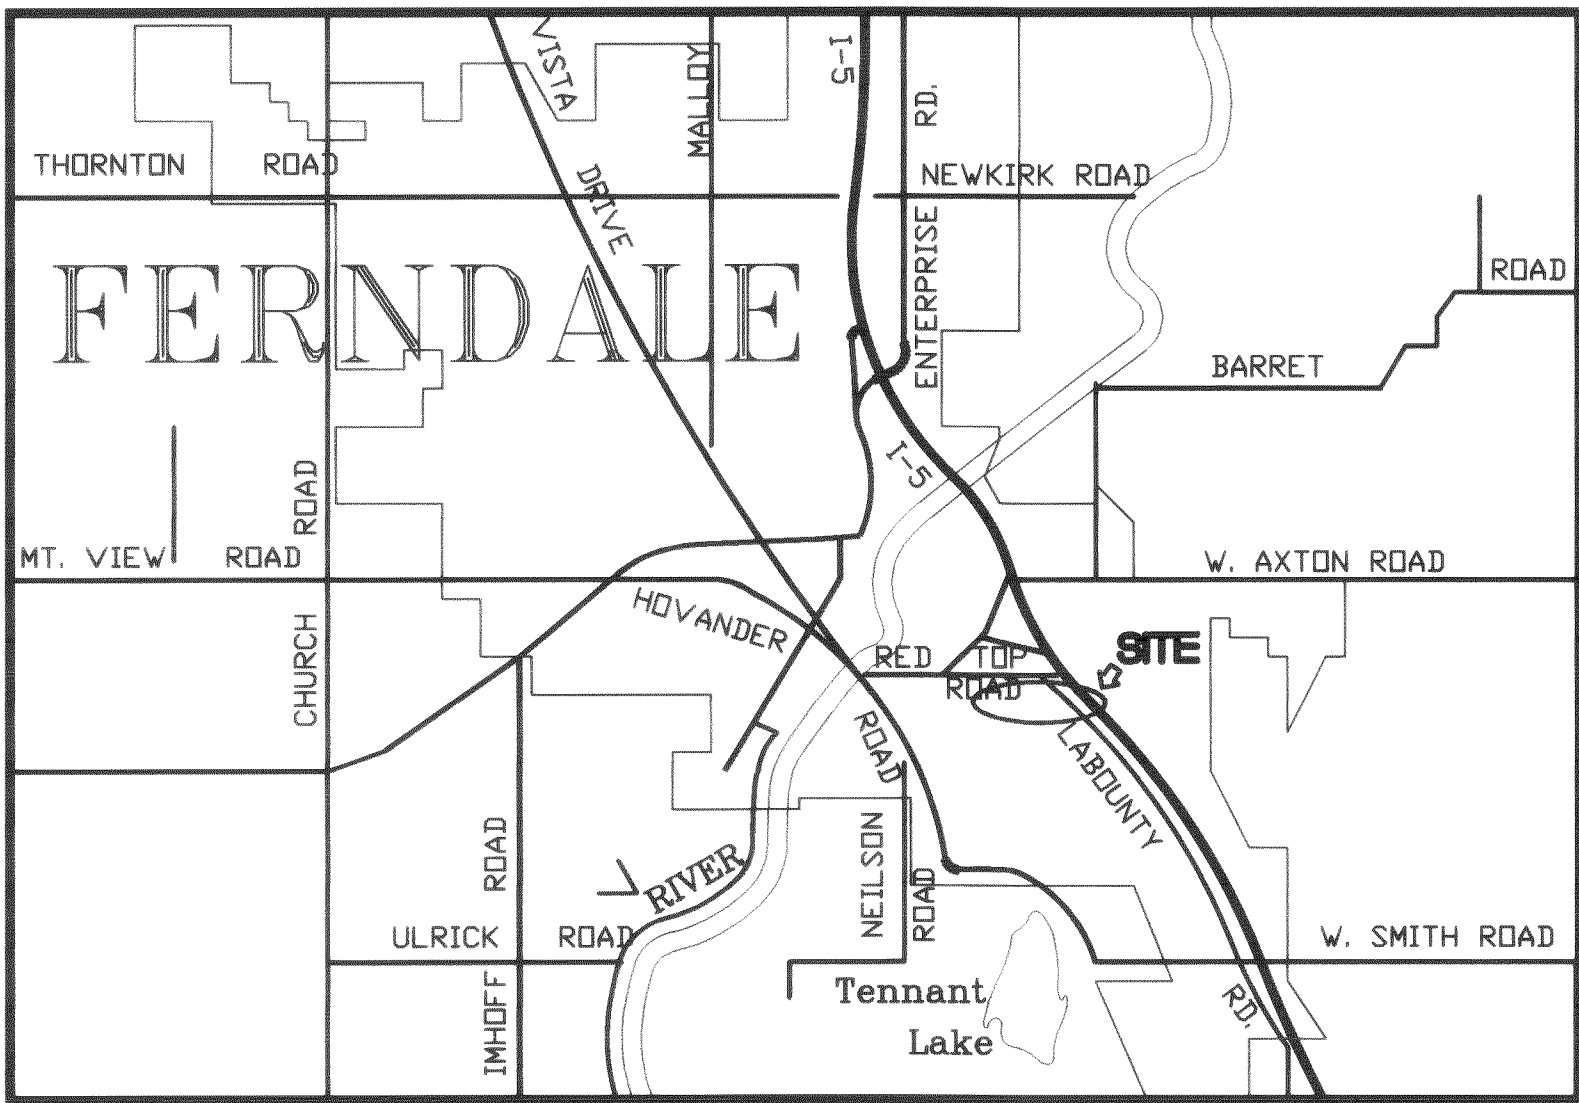 VISTA
MALLOY
I-5
RD.
THORNTON ROAD
DRIVE
NEWKIRK ROAD
ENTERPRISE
FERNDALE
ROAD
BARRET
I-5
ROAD
MT. VIEW ROAD
W. AXTON ROAD
HOVANDER
CHURCH
RED TOP
ROAD
SITE
ROAD
LABOUNTY
ROAD
NEILSON
RIVER
ROAD
ULRICK ROAD
W. SMITH ROAD
IMHOFF
Tennant
Lake
RD.